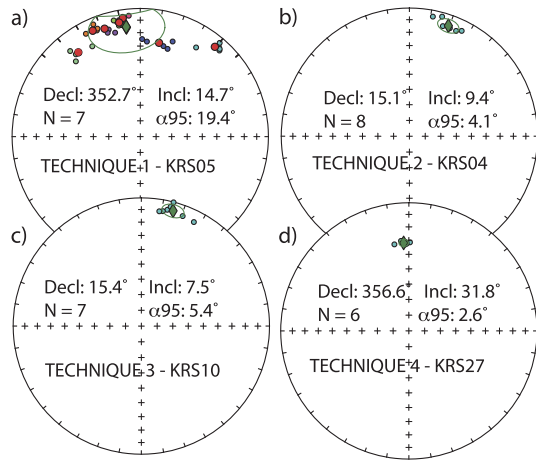 a)
Decl: 352.7° Incl: 14.7°
N = 7 α95: 19.4°
TECHNIQUE 1 - KRS05
b)
Decl: 15.1° Incl: 9.4°
N = 8 α95: 4.1°
TECHNIQUE 2 - KRS04
c)
Decl: 15.4° Incl: 7.5°
N = 7 α95: 5.4°
TECHNIQUE 3 - KRS10
d)
Decl: 356.6° Incl: 31.8°
N = 6 α95: 2.6°
TECHNIQUE 4 - KRS27